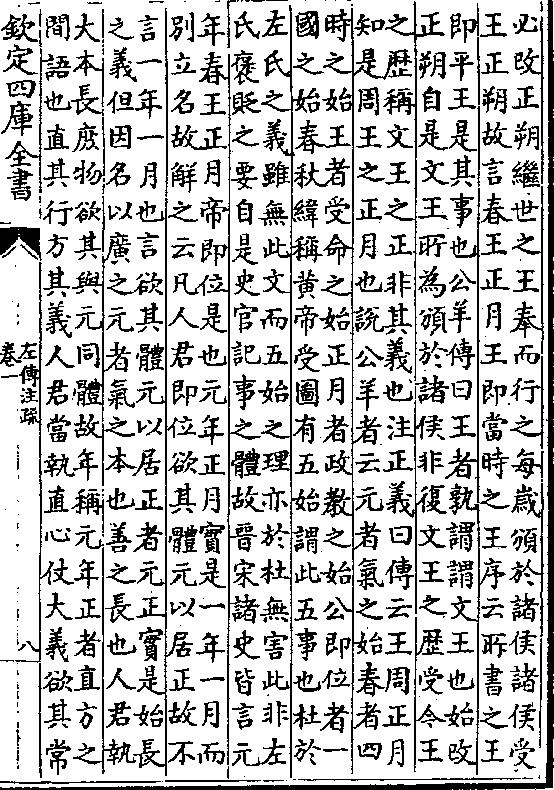 必改正朔繼世之王奉而行之每歲頒於諸侯諸侯受
王正朔故言春王正月王即當時之王序云所書之王
即平王是其事也公羊傳曰王者孰謂謂文王也始改
正朔自是文王所為頒於諸侯非復文王之歴受今王
之歴稱文王之正非其義也注正義曰傳云王周正月
知是周王之正月也說公羊者云元者氣之始春者四
時之始王者受命之始正月者政教之始公即位者一
國之始春秋緯稱黄帝受圖有五始謂此五事也杜於
左氏之義雖無此文而五始之理亦於杜無害此非左
氏褒貶之要自是史官記事之體故晉宋諸史皆言元
年春王正月帝即位是也元年正月實是一年一月而
別立名故解之云凡人君即位欲其體元以居正故不
言一年一月也言欲其體元以居正者元正實是始長
之義但因名以廣之元者氣之本也善之長也人君執
大本長庶物欲其與元同體故年稱元年正者直方之
間語也直其行方其義人君當執直心仗大義欲其常
欽定四庫全書
左傳注疏
卷一
八